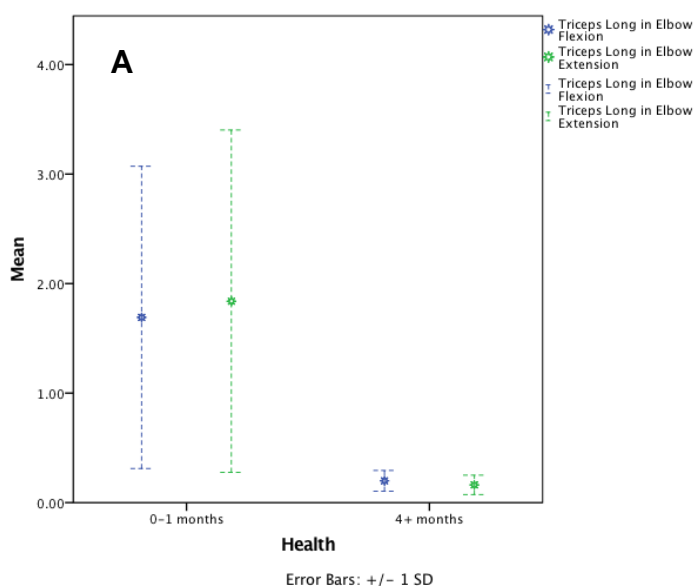 A
Triceps Long in Elbow
Flexion
Triceps Long in Elbow
Extension
Triceps Long in Elbow
Flexion
Triceps Long in Elbow
Extension
4.00
3.00
2.00
1.00
0.00
Mean
0-1 months
4+ months
Health
Error Bars: +/- 1 SD